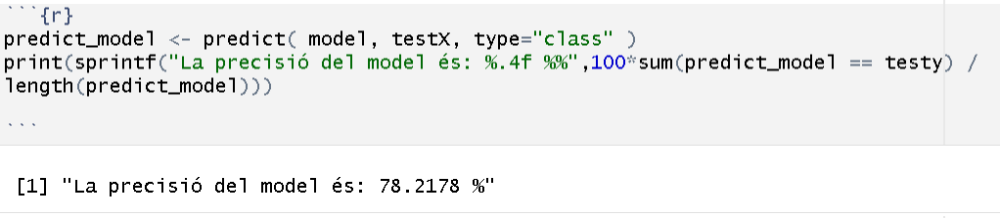 ```{r}
predict_model <- predict( model, testX, type="class" )
print(sprintf("La precisió del model és: %.4f %%",100*sum(predict_model == testy) /
length(predict_model)))
```
[1] "La precisió del model és: 78.2178 %"